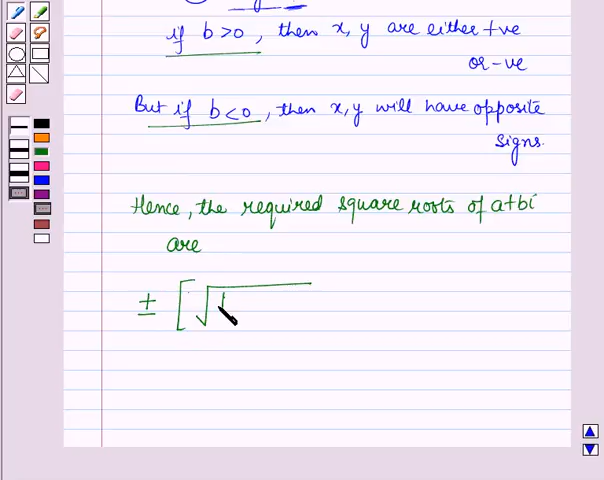 if b>0, then x, y are either +ve
or -ve
But if b<0, then x,y will have opposite
signs.
Hence, the required square roots of a+bi
are
± [√